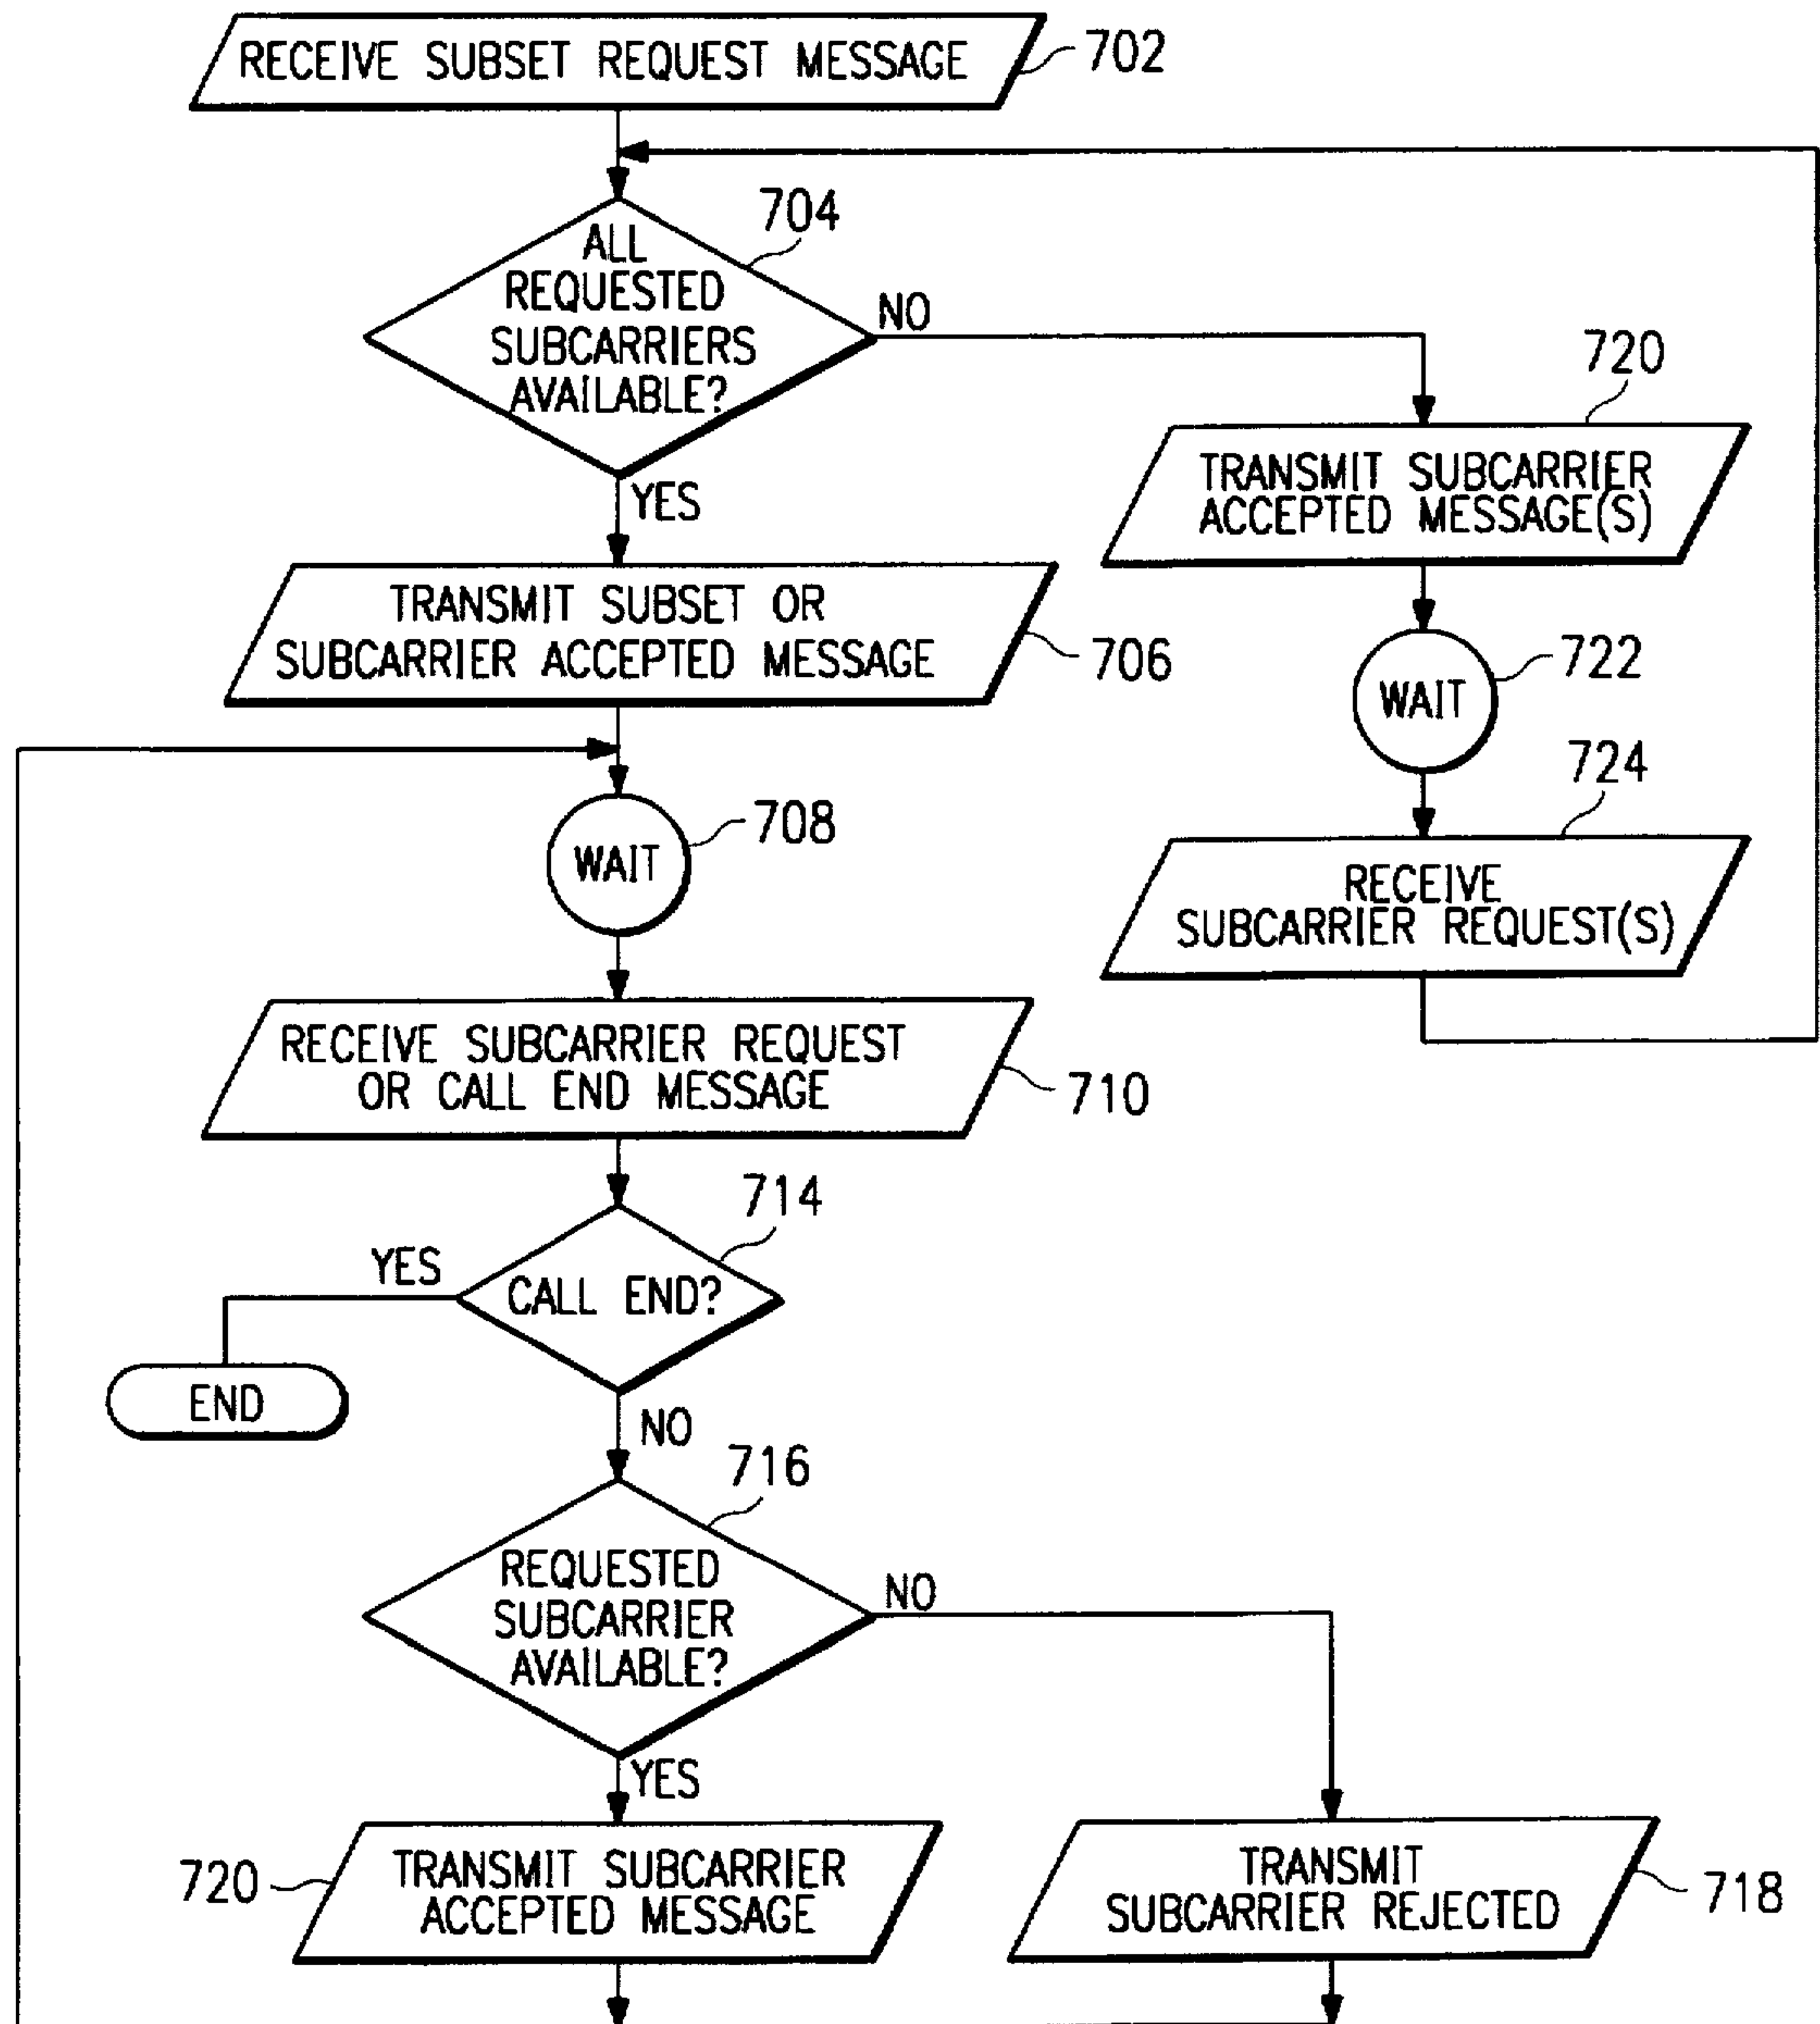 RECEIVE SUBSET REQUEST MESSAGE
702
704
ALL
REQUESTED
SUBCARRIERS
AVAILABLE?
NO
YES
720
TRANSMIT SUBCARRIER
ACCEPTED MESSAGE(S)
TRANSMIT SUBSET OR
SUBCARRIER ACCEPTED MESSAGE
706
WAIT
722
724
RECEIVE
SUBCARRIER REQUEST(S)
WAIT
708
RECEIVE SUBCARRIER REQUEST
OR CALL END MESSAGE
710
714
CALL END?
YES
END
NO
716
REQUESTED
SUBCARRIER
AVAILABLE?
NO
YES
720
TRANSMIT SUBCARRIER
ACCEPTED MESSAGE
TRANSMIT
SUBCARRIER REJECTED
718